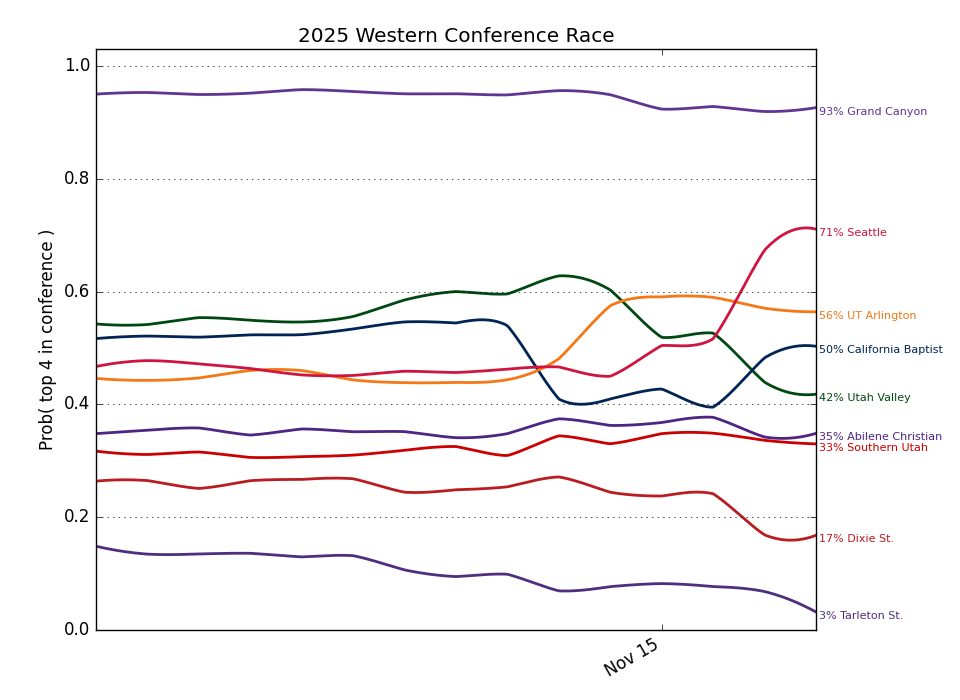 2025 Western Conference Race
Prob( top 4 in conference )
1.0
0.8
0.6
0.4
0.2
0.0
93% Grand Canyon
71% Seattle
56% UT Arlington
50% California Baptist
42% Utah Valley
35% Abilene Christian
33% Southern Utah
17% Dixie St.
3% Tarleton St.
Nov 15